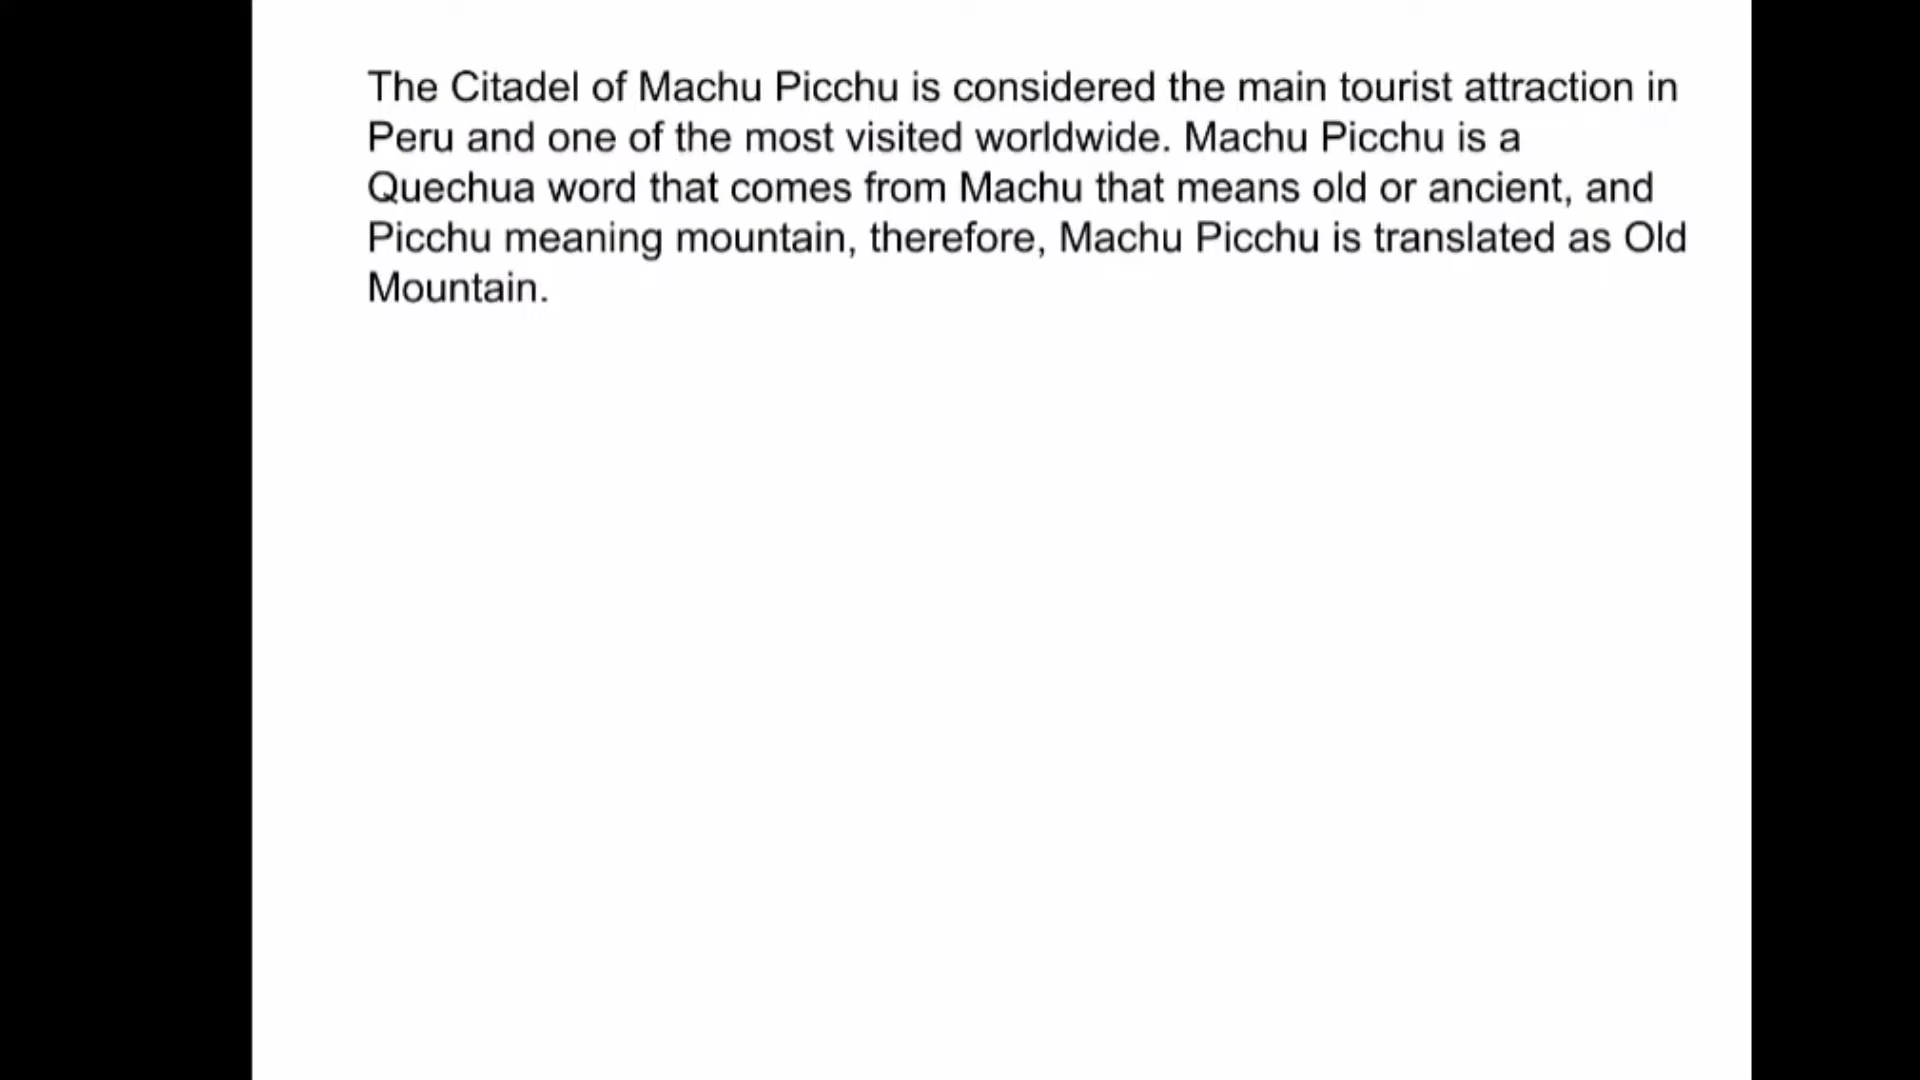 The Citadel of Machu Picchu is considered the main tourist attraction in
Peru and one of the most visited worldwide. Machu Picchu is a
Quechua word that comes from Machu that means old or ancient, and
Picchu meaning mountain, therefore, Machu Picchu is translated as Old
Mountain.